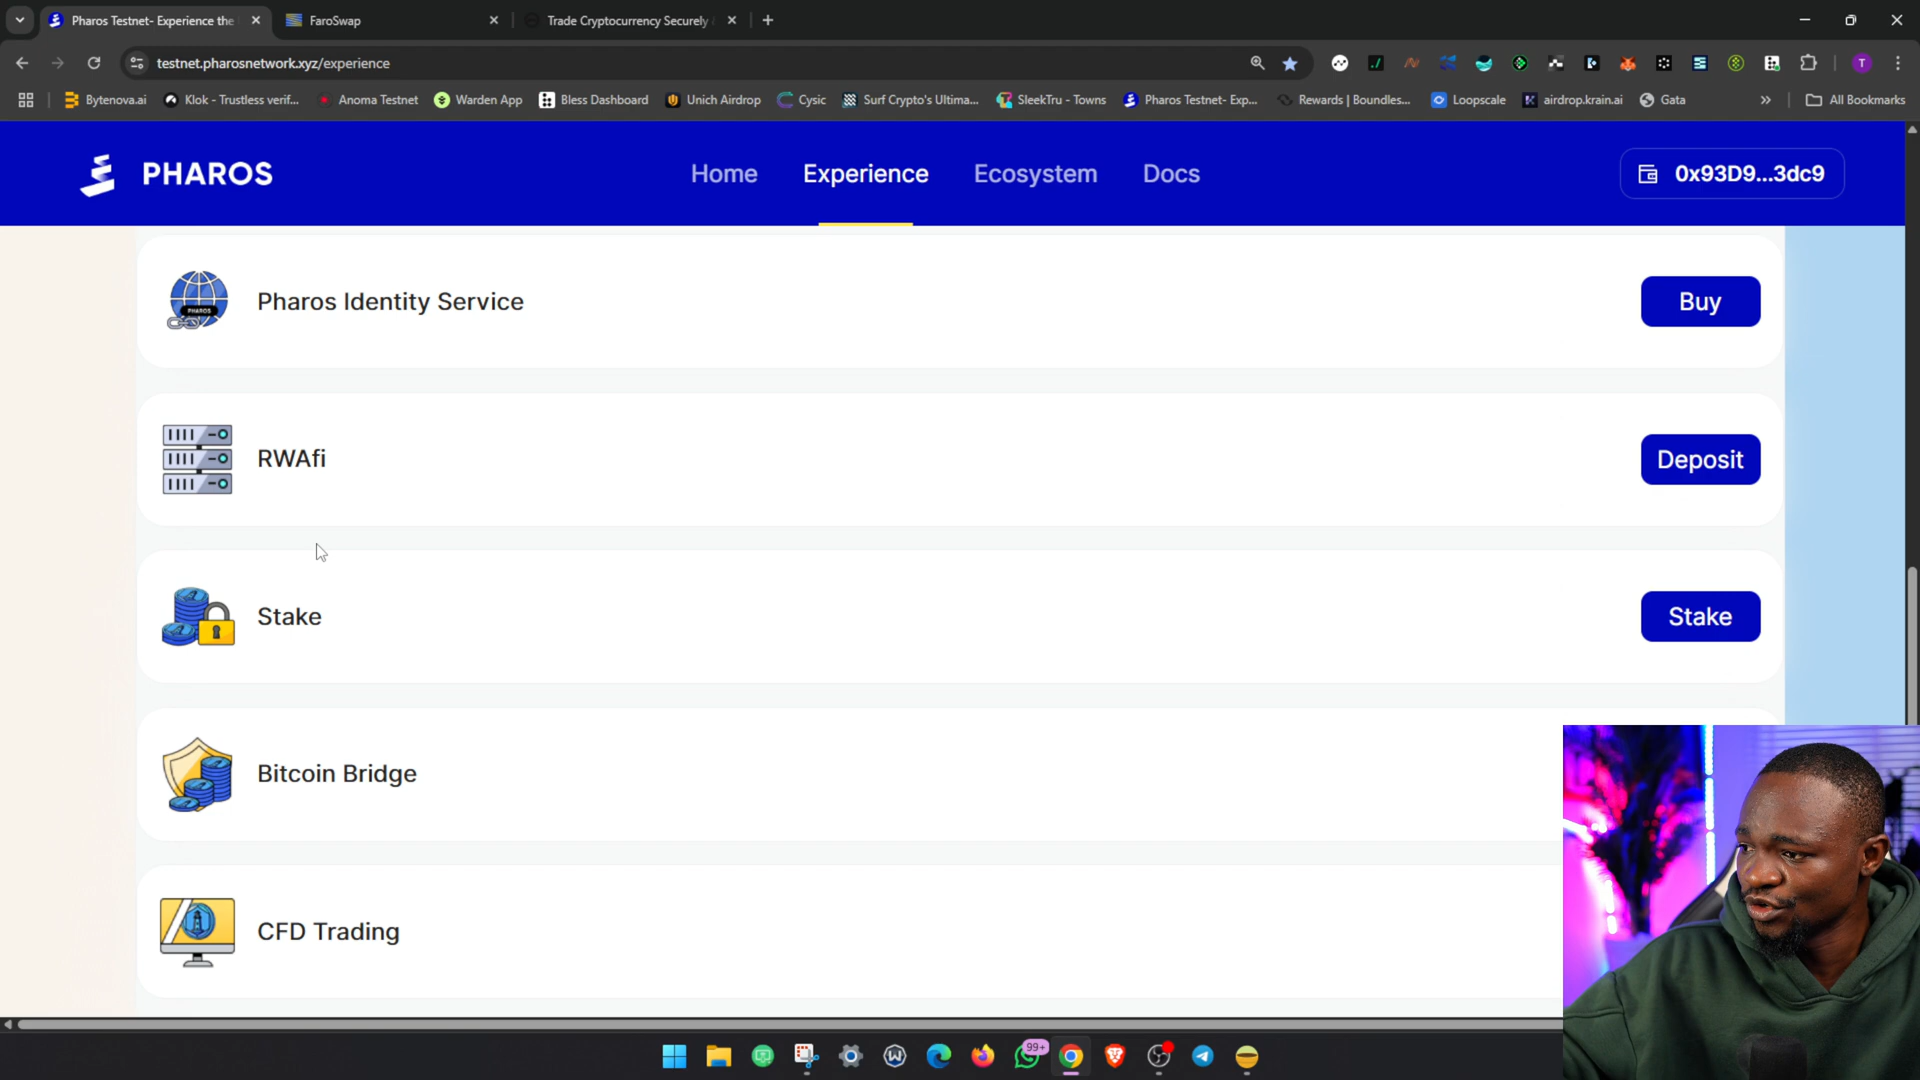 Pharos Testnet- Experience the
FaroSwap
Trade Cryptocurrency Securely
testnet.pharosnetwork.xyz/experience
T
Bytenova.ai
Klok - Trustless verif...
Anoma Testnet
Warden App
Bless Dashboard
Unich Airdrop
Cysic
Surf Crypto's Ultima...
SleekTru - Towns
Pharos Testnet- Exp...
Rewards | Boundles...
Loopscale
airdrop.krain.ai
Gata
All Bookmarks
PHAROS
Home
Experience
Ecosystem
Docs
0x93D9...3dc9
PHAROS
Pharos Identity Service
Buy
RWAfi
Deposit
Stake
Stake
Bitcoin Bridge
CFD Trading
99+